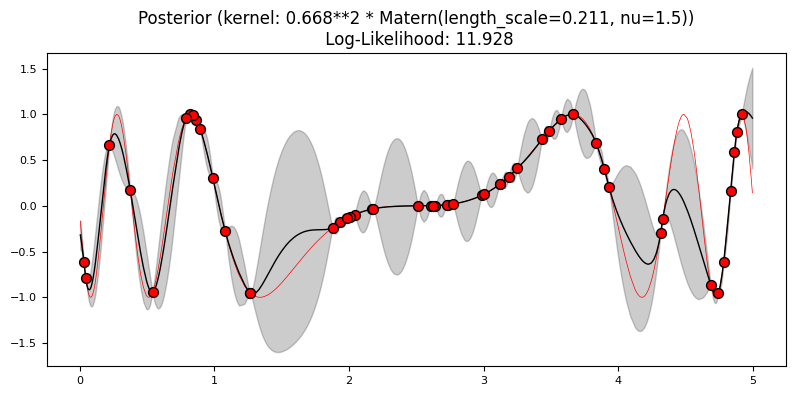 Posterior (kernel: 0.668**2 * Matern(length_scale=0.211, nu=1.5))
Log-Likelihood: 11.928
1.5
1.0
0.5
0.0
−0.5
−1.0
−1.5
0 1 2 3 4 5